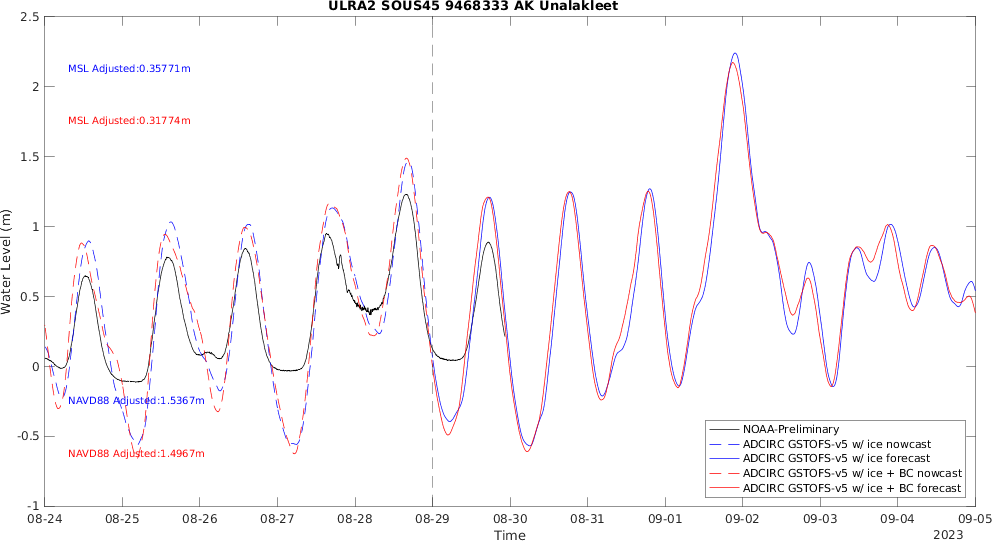 ULRA2 SOUS45 9468333 AK Unalakleet
2.5
2
1.5
1
0.5
0
-0.5
-1
Water Level (m)
MSL Adjusted:0.35771m
MSL Adjusted:0.31774m
NAVD88 Adjusted:1.5367m
NAVD88 Adjusted:1.4967m
NOAA-Preliminary
ADCIRC GSTOFS-v5 w/ ice nowcast
ADCIRC GSTOFS-v5 w/ ice forecast
ADCIRC GSTOFS-v5 w/ ice + BC nowcast
ADCIRC GSTOFS-v5 w/ ice + BC forecast
08-24 08-25 08-26 08-27 08-28 08-29 08-30 08-31 09-01 09-02 09-03 09-04 09-05
Time
2023